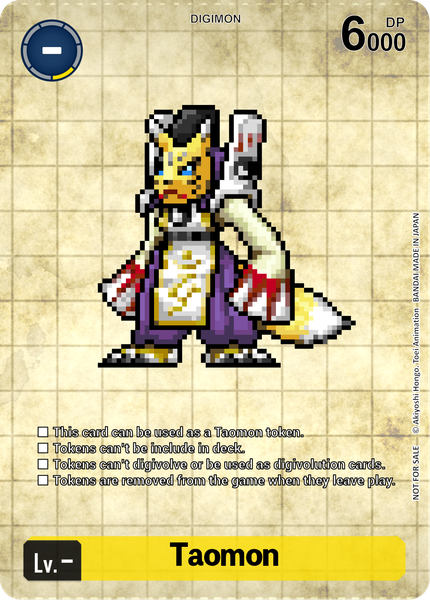 DIGIMON
-
DP
6000
□ This card can be used as a Taomon token.
□ Tokens can't be include in deck.
□ Tokens can't digivolve or be used as digivolution cards.
□ Tokens are removed from the game when they leave play.
NOT FOR SALE © Akiyoshi Hongo, Toei Animation · BANDAI MADE IN JAPAN
Lv.-
Taomon